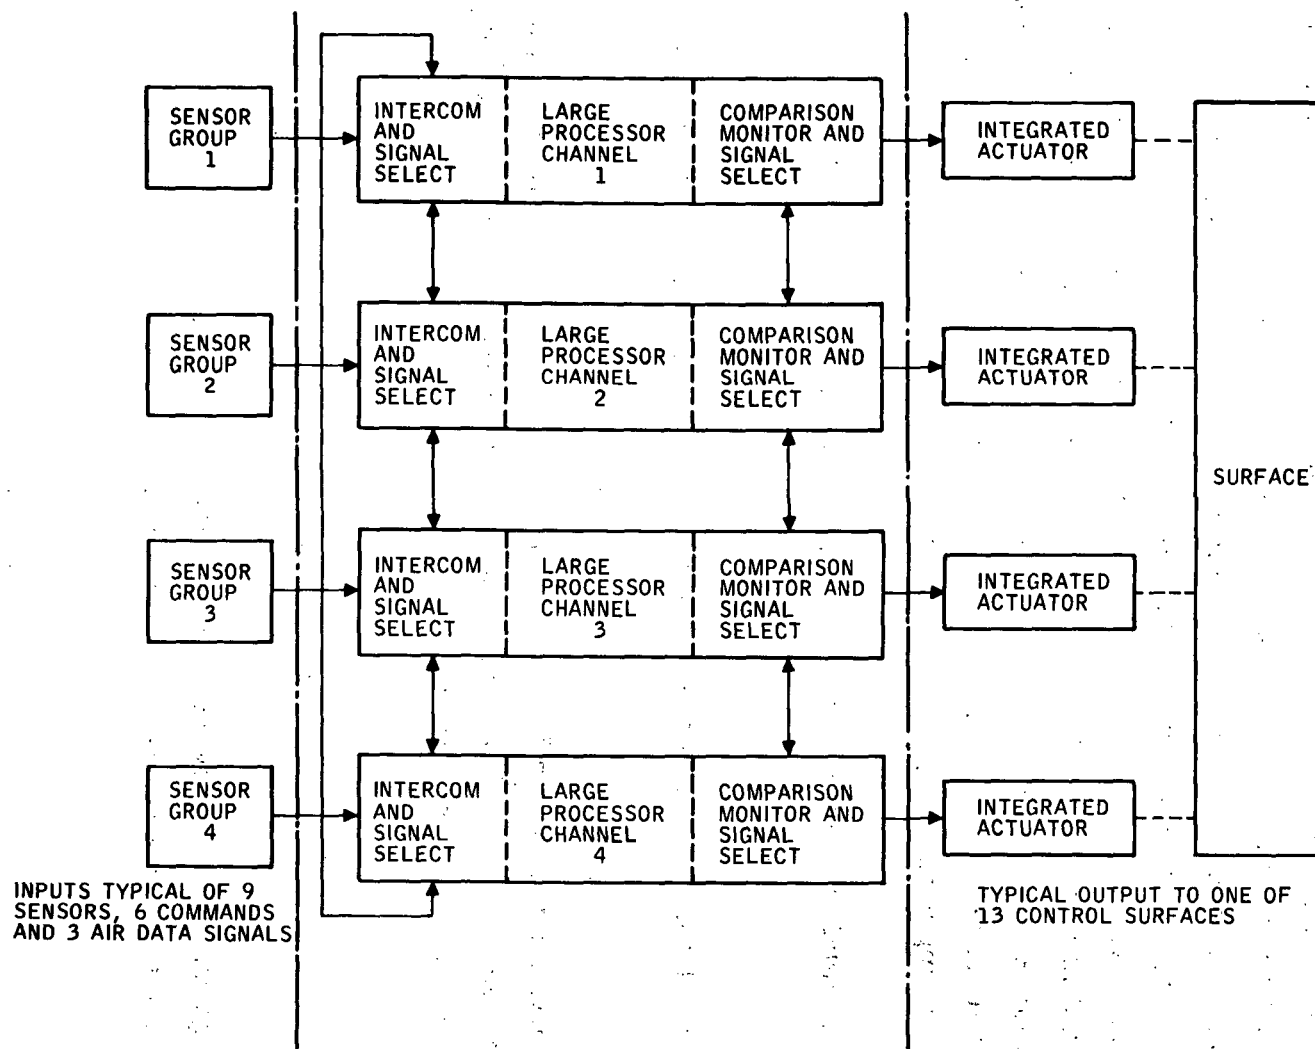 SENSOR
GROUP
1
INTERCOM
AND
SIGNAL
SELECT
LARGE
PROCESSOR
CHANNEL
1
COMPARISON
MONITOR AND
SIGNAL
SELECT
INTEGRATED
ACTUATOR
SENSOR
GROUP
2
INTERCOM
AND
SIGNAL
SELECT
LARGE
PROCESSOR
CHANNEL
2
COMPARISON
MONITOR AND
SIGNAL
SELECT
INTEGRATED
ACTUATOR
SURFACE
SENSOR
GROUP
3
INTERCOM
AND
SIGNAL
SELECT
LARGE
PROCESSOR
CHANNEL
3
COMPARISON
MONITOR AND
SIGNAL
SELECT
INTEGRATED
ACTUATOR
SENSOR
GROUP
4
INTERCOM
AND
SIGNAL
SELECT
LARGE
PROCESSOR
CHANNEL
4
COMPARISON
MONITOR AND
SIGNAL
SELECT
INTEGRATED
ACTUATOR
INPUTS TYPICAL OF 9
SENSORS, 6 COMMANDS
AND 3 AIR DATA SIGNALS
TYPICAL OUTPUT TO ONE OF
13 CONTROL SURFACES